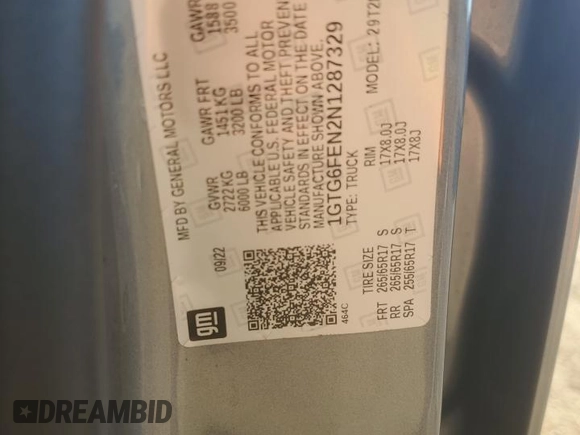 MFD BY GENERAL MOTORS LLC
GVWR GAWR FRT GAWR
09/22 2722 KG 1451 KG 1588
6000 LB 3200 LB 3500
THIS VEHICLE CONFORMS TO ALL
APPLICABLE U.S. FEDERAL MOTOR
VEHICLE SAFETY AND THEFT PREVEN
STANDARDS IN EFFECT ON THE DATE
MANUFACTURE SHOWN ABOVE.
1GTG6FEN2N1287329
TYPE: TRUCK MODEL:
464C
TIRE SIZE RIM
FRT 265/65R17 S 17X8.0J
RR 265/65R17 S 17X8.0J
SPA 255/65R17 T 17X8J
gm
DREAMBID